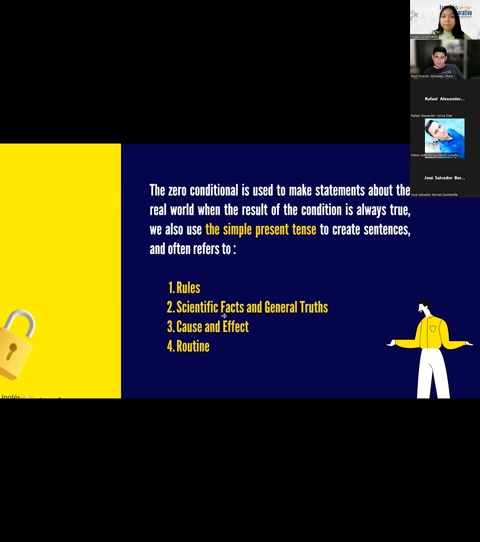 The zero conditional is used to make statements about the
real world when the result of the condition is always true,
we also use the simple present tense to create sentences,
and often refers to :
1. Rules
2. Scientific Facts and General Truths
3. Cause and Effect
4. Routine
Inglés
Rafael Alexander...
José Salvador Ber...